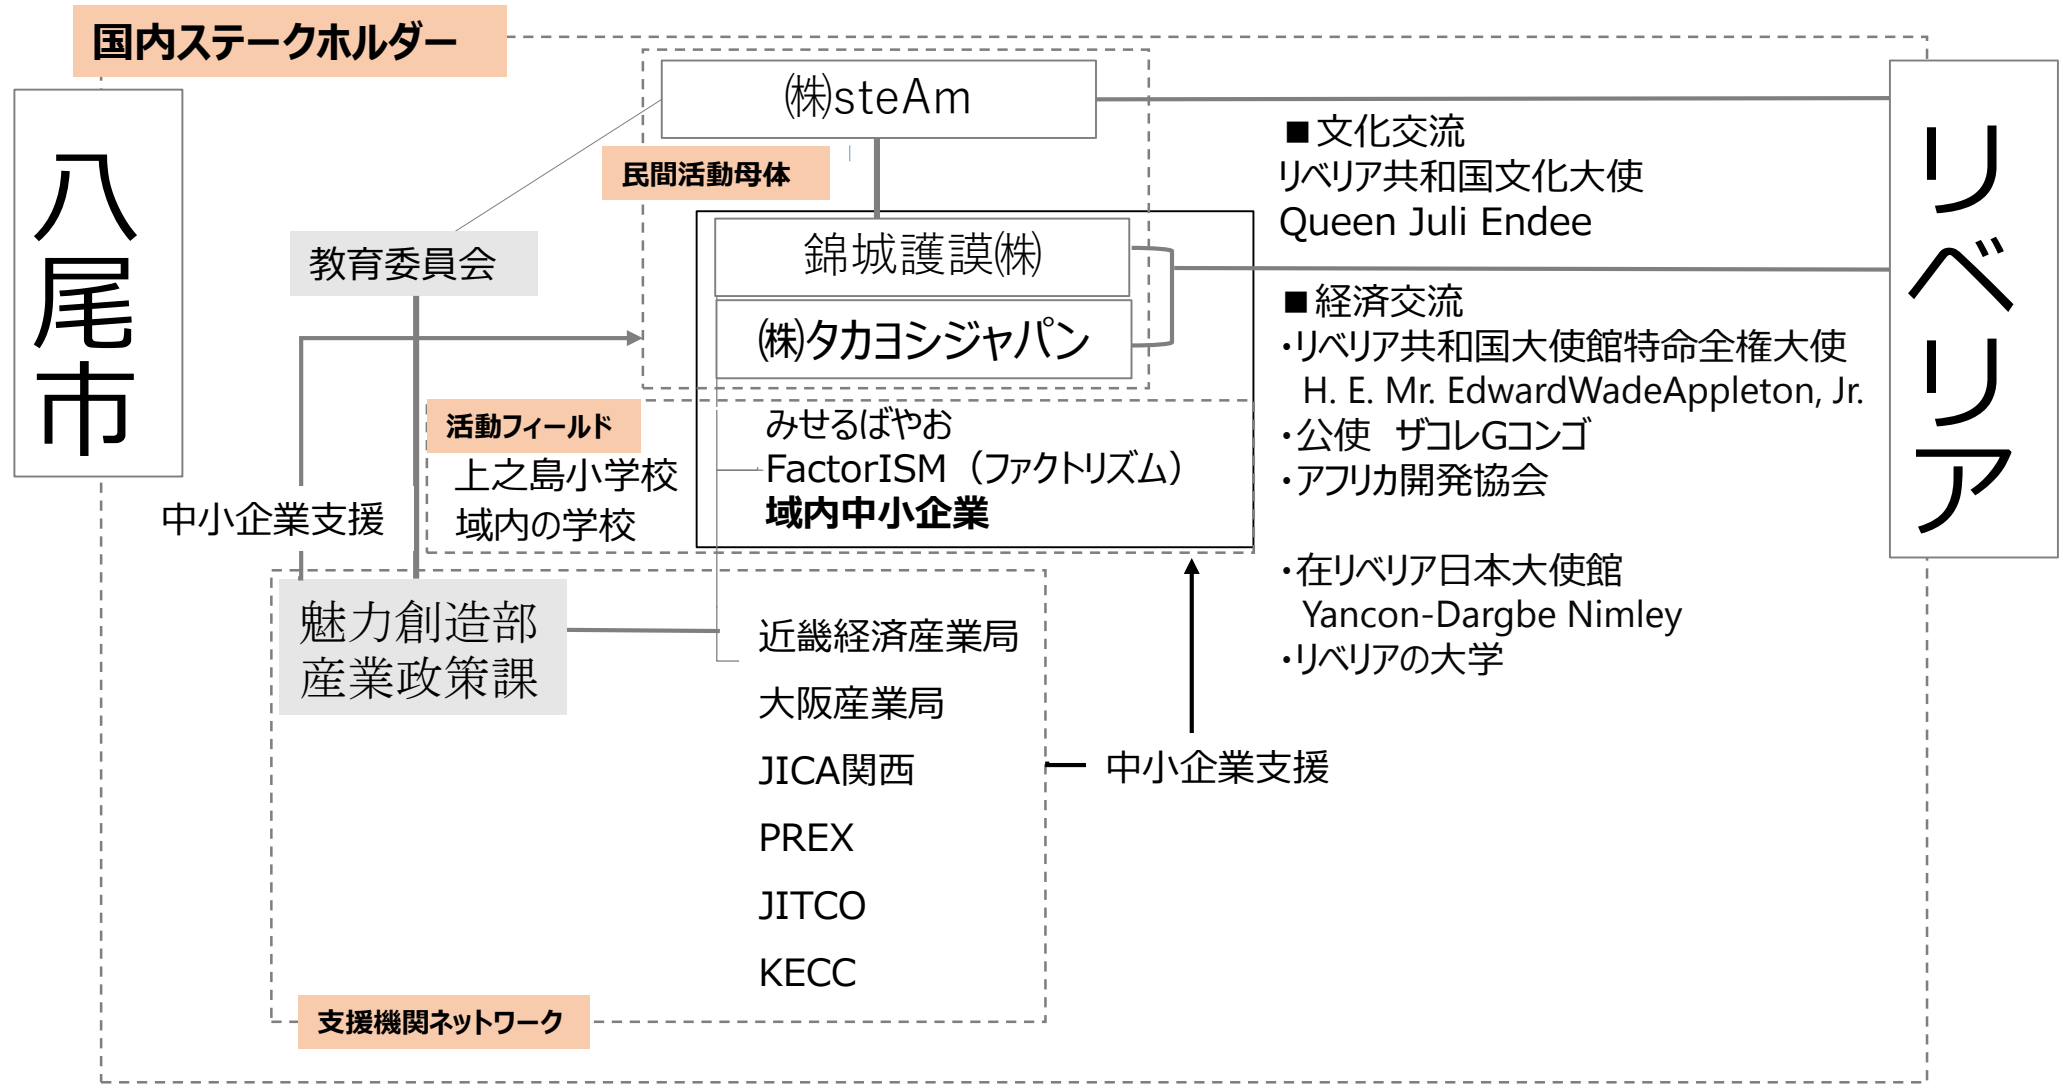 国内ステークホルダー
八尾市
㈱steAm
民間活動母体
教育委員会
錦城護謨㈱
㈱タカヨシジャパン
活動フィールド
上之島小学校
域内の学校
みせるばやお
FactorISM（ファクトリズム）
域内中小企業
中小企業支援
魅力創造部
産業政策課
近畿経済産業局
大阪産業局
JICA関西
PREX
JITCO
KECC
支援機関ネットワーク
中小企業支援
■文化交流
リベリア共和国文化大使
Queen Juli Endee
■経済交流
・リベリア共和国大使館特命全権大使
H. E. Mr. EdwardWadeAppleton, Jr.
・公使　ザコレGコンゴ
・アフリカ開発協会
・在リベリア日本大使館
Yancon-Dargbe Nimley
・リベリアの大学
リベリア